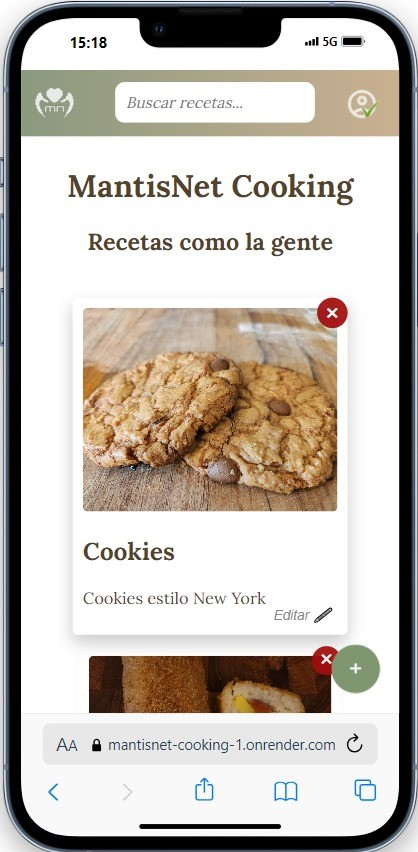 15:18
5G
mn
Buscar recetas...
MantisNet Cooking
Recetas como la gente
Cookies
Cookies estilo New York
Editar
+
AA
mantisnet-cooking-1.onrender.com